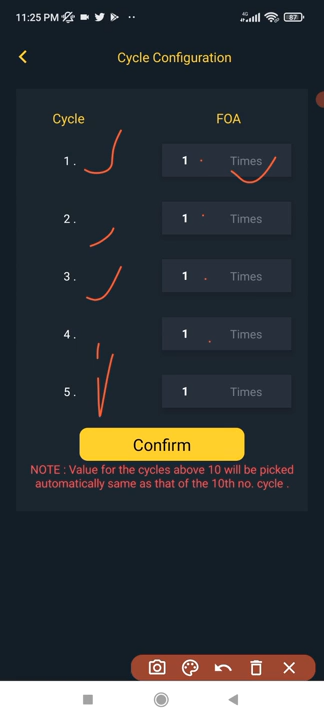 11:25 PM
4G
87
Cycle Configuration
Cycle FOA
1 . 1 Times
2 . 1 Times
3 . 1 Times
4 . 1 Times
5 . 1 Times
Confirm
NOTE : Value for the cycles above 10 will be picked
automatically same as that of the 10th no. cycle .